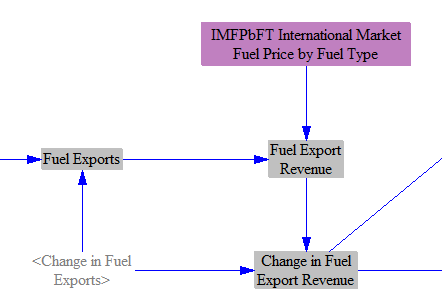 IMFPbFT International Market
Fuel Price by Fuel Type
Fuel Exports
Fuel Export
Revenue
<Change in Fuel
Exports>
Change in Fuel
Export Revenue